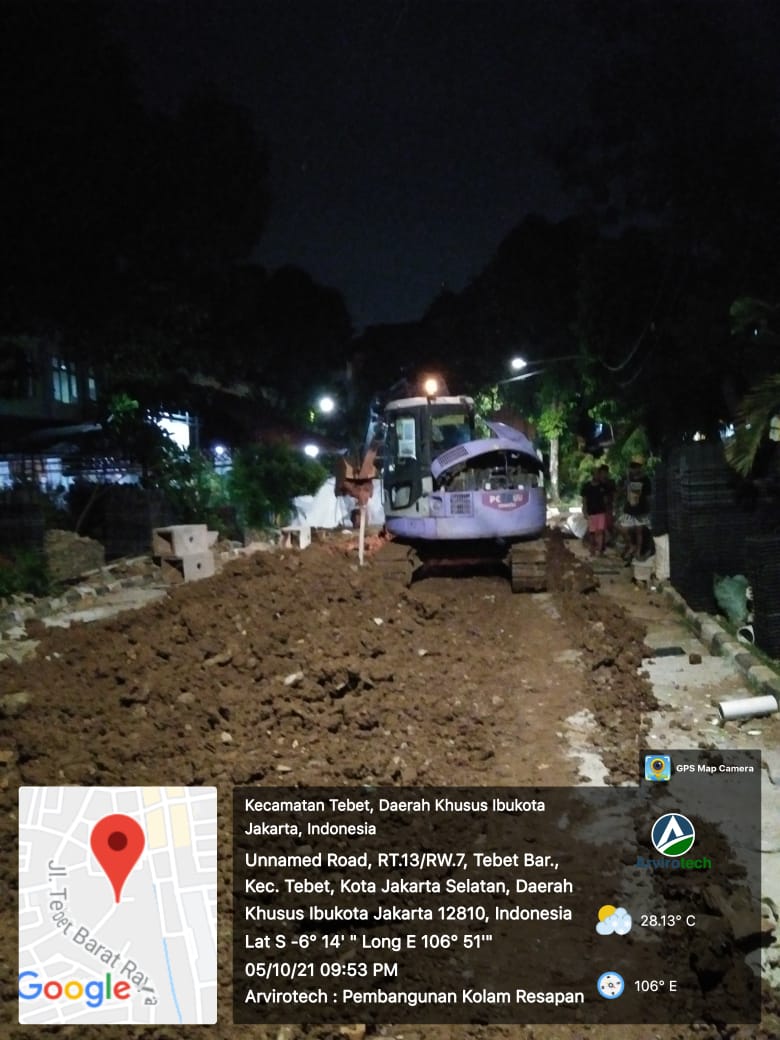 GPS Map Camera
Kecamatan Tebet, Daerah Khusus Ibukota
Jakarta, Indonesia
Unnamed Road, RT.13/RW.7, Tebet Bar.,
Kec. Tebet, Kota Jakarta Selatan, Daerah
Khusus Ibukota Jakarta 12810, Indonesia
Lat S -6° 14' " Long E 106° 51'"
05/10/21 09:53 PM
Arvirotech : Pembangunan Kolam Resapan
Arvirotech
28.13° C
106° E
Jl. Tebet Barat Raya
Google